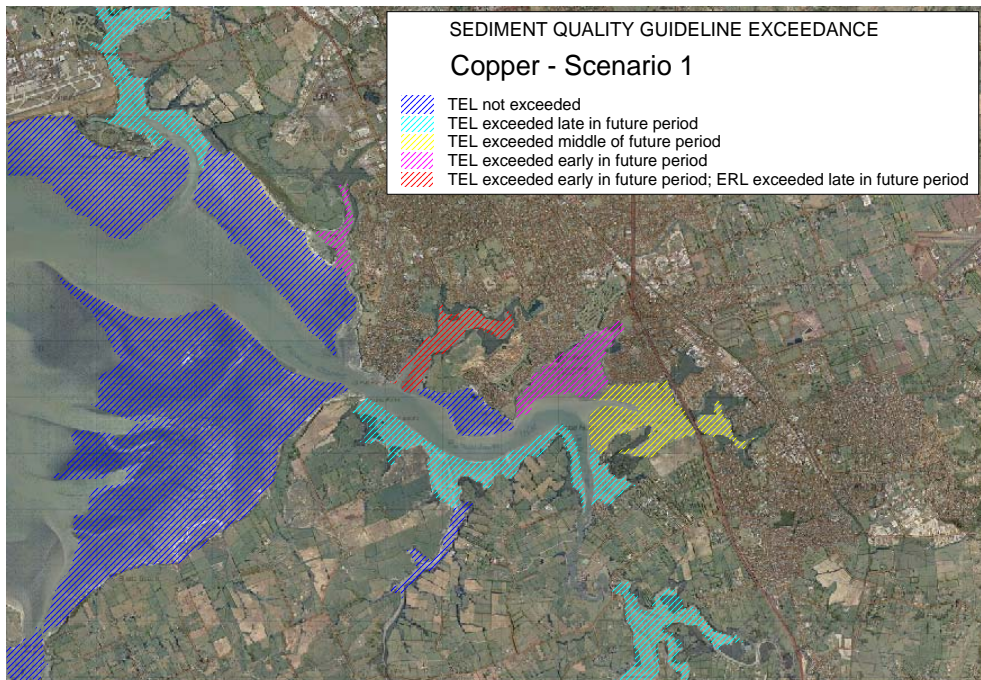 SEDIMENT QUALITY GUIDELINE EXCEEDANCE
Copper - Scenario 1
TEL not exceeded
TEL exceeded late in future period
TEL exceeded middle of future period
TEL exceeded early in future period
TEL exceeded early in future period; ERL exceeded late in future period